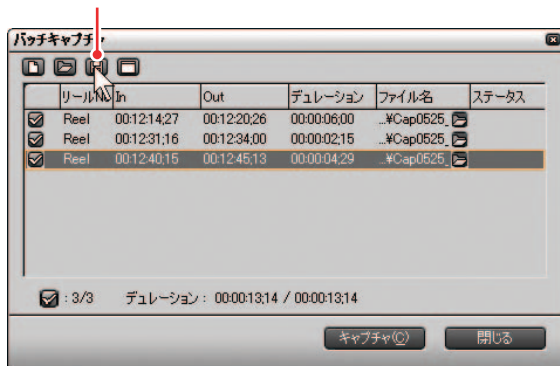 バッチキャプチャ
リールNo In Out デュレーション ファイル名 ステータス
Reel 00:12:14;27 00:12:20;26 00:00:06;00 ...¥Cap0525_
Reel 00:12:31;16 00:12:34;00 00:00:02;15 ...¥Cap0525_
Reel 00:12:40;15 00:12:45;13 00:00:04;29 ...¥Cap0525_
: 3/3 デュレーション : 00:00:13;14 / 00:00:13;14
キャプチャ(C) 閉じる